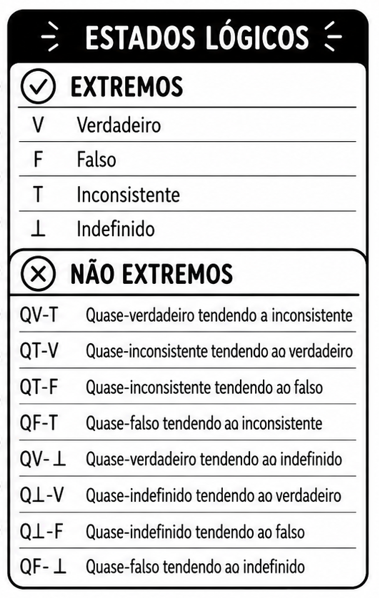 ESTADOS LÓGICOS
EXTREMOS
V Verdadeiro
F Falso
T Inconsistente
⊥ Indefinido
NÃO EXTREMOS
QV-T Quase-verdadeiro tendendo a inconsistente
QT-V Quase-inconsistente tendendo ao verdadeiro
QT-F Quase-inconsistente tendendo ao falso
QF-T Quase-falso tendendo ao inconsistente
QV-⊥ Quase-verdadeiro tendendo ao indefinido
Q⊥-V Quase-indefinido tendendo ao verdadeiro
Q⊥-F Quase-indefinido tendendo ao falso
QF-⊥ Quase-falso tendendo ao indefinido